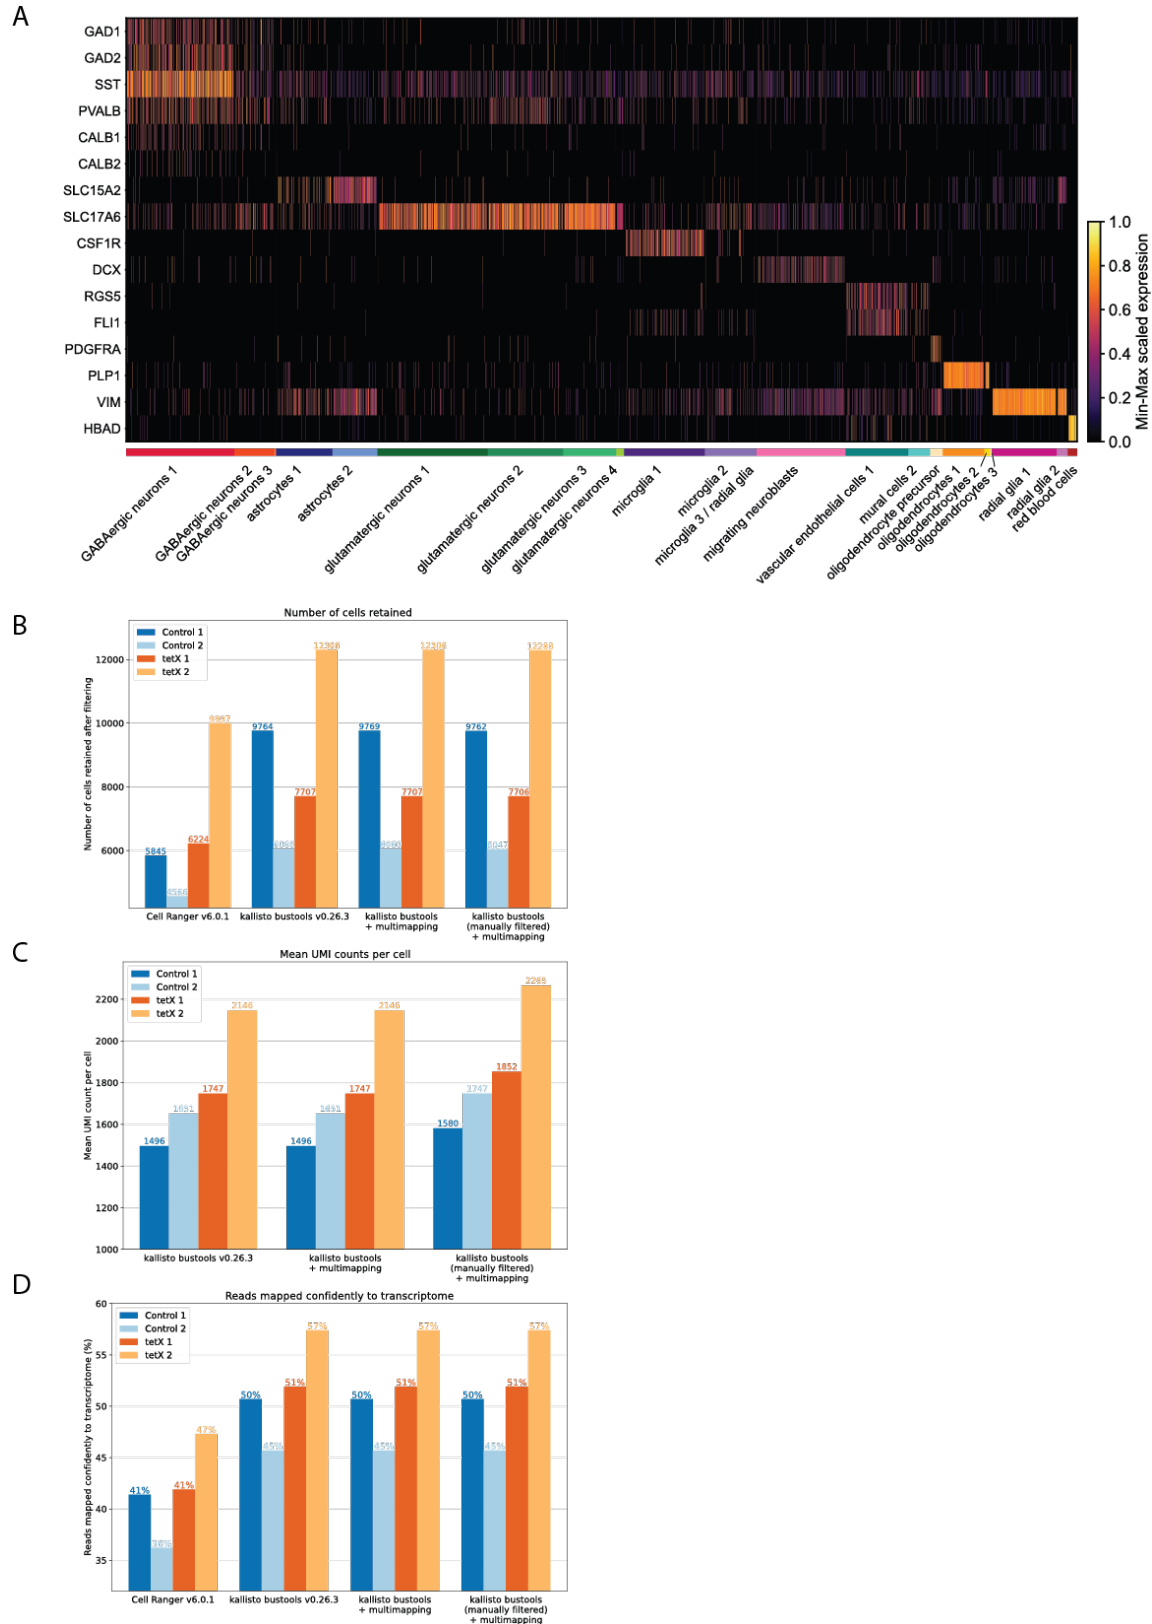 A
GAD1
GAD2
SST
PVALB
CALB1
CALB2
SLC15A2
SLC17A6
CSF1R
DCX
RGS5
FLI1
PDGFRA
PLP1
VIM
HBAD
1.0
0.8
0.6
0.4
0.2
0.0
Min-Max scaled expression
GABAergic neurons 1
GABAergic neurons 2
GABAergic neurons 3
astrocytes 1
astrocytes 2
glutamatergic neurons 1
glutamatergic neurons 2
glutamatergic neurons 3
glutamatergic neurons 4
microglia 1
microglia 2
microglia 3 / radial glia
migrating neuroblasts
vascular endothelial cells 1
mural cells 2
oligodendrocyte precursor
oligodendrocytes 1
oligodendrocytes 2
oligodendrocytes 3
radial glia 1
radial glia 2
red blood cells
B
Number of cells retained
Control 1
Control 2
tetX 1
tetX 2
Number of cells retained after filtering
12000
10000
8000
6000
5845
4566
6224
9764
7707
9769
7707
9762
6047
7706
Cell Ranger v6.0.1
kallisto bustools v0.26.3
kallisto bustools
+ multimapping
kallisto bustools
(manually filtered)
+ multimapping
C
Mean UMI counts per cell
Control 1
Control 2
tetX 1
tetX 2
Mean UMI count per cell
2200
2000
1800
1600
1400
1200
1000
1496
1747
2146
1496
1747
2146
1580
1747
1852
kallisto bustools v0.26.3
kallisto bustools
+ multimapping
kallisto bustools
(manually filtered)
+ multimapping
D
Reads mapped confidently to transcriptome
Control 1
Control 2
tetX 1
tetX 2
Reads mapped confidently to transcriptome (%)
60
55
50
45
40
35
41%
36%
41%
47%
50%
45%
51%
57%
50%
45%
51%
57%
50%
45%
51%
57%
Cell Ranger v6.0.1
kallisto bustools v0.26.3
kallisto bustools
+ multimapping
kallisto bustools
(manually filtered)
+ multimapping